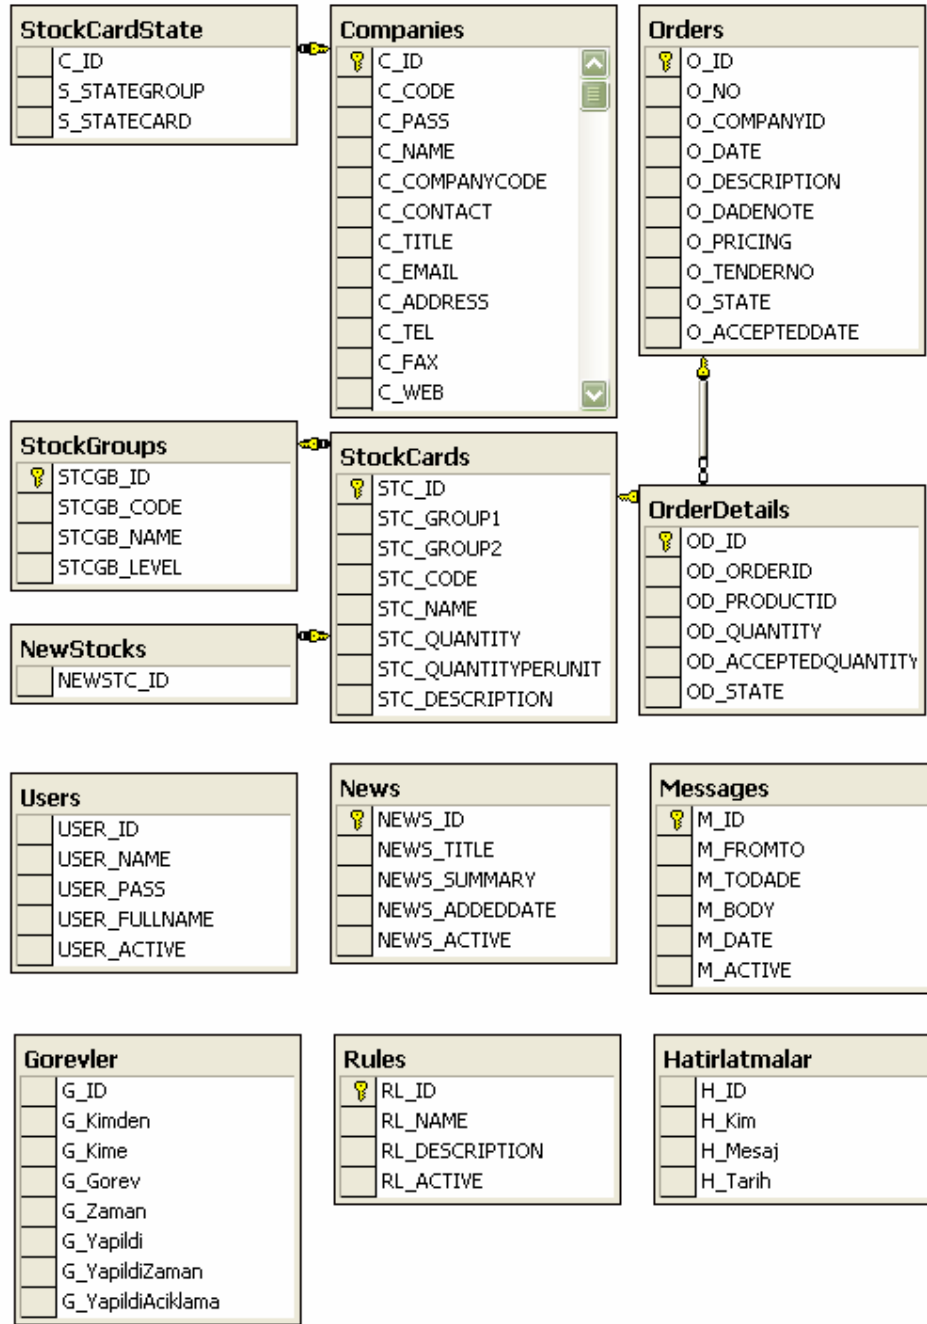 StockCardState
C_ID
S_STATEGROUP
S_STATECARD
Companies
C_ID
C_CODE
C_PASS
C_NAME
C_COMPANYCODE
C_CONTACT
C_TITLE
C_EMAIL
C_ADDRESS
C_TEL
C_FAX
C_WEB
Orders
O_ID
O_NO
O_COMPANYID
O_DATE
O_DESCRIPTION
O_DADENOTE
O_PRICING
O_TENDERNO
O_STATE
O_ACCEPTEDDATE
StockGroups
STCGB_ID
STCGB_CODE
STCGB_NAME
STCGB_LEVEL
StockCards
STC_ID
STC_GROUP1
STC_GROUP2
STC_CODE
STC_NAME
STC_QUANTITY
STC_QUANTITYPERUNIT
STC_DESCRIPTION
OrderDetails
OD_ID
OD_ORDERID
OD_PRODUCTID
OD_QUANTITY
OD_ACCEPTEDQUANTITY
OD_STATE
NewStocks
NEWSTC_ID
Users
USER_ID
USER_NAME
USER_PASS
USER_FULLNAME
USER_ACTIVE
News
NEWS_ID
NEWS_TITLE
NEWS_SUMMARY
NEWS_ADDEDDATE
NEWS_ACTIVE
Messages
M_ID
M_FROMTO
M_TODADE
M_BODY
M_DATE
M_ACTIVE
Gorevler
G_ID
G_Kimden
G_Kime
G_Gorev
G_Zaman
G_Yapildi
G_YapildiZaman
G_YapildiAciklama
Rules
RL_ID
RL_NAME
RL_DESCRIPTION
RL_ACTIVE
Hatirlatmalar
H_ID
H_Kim
H_Mesaj
H_Tarih